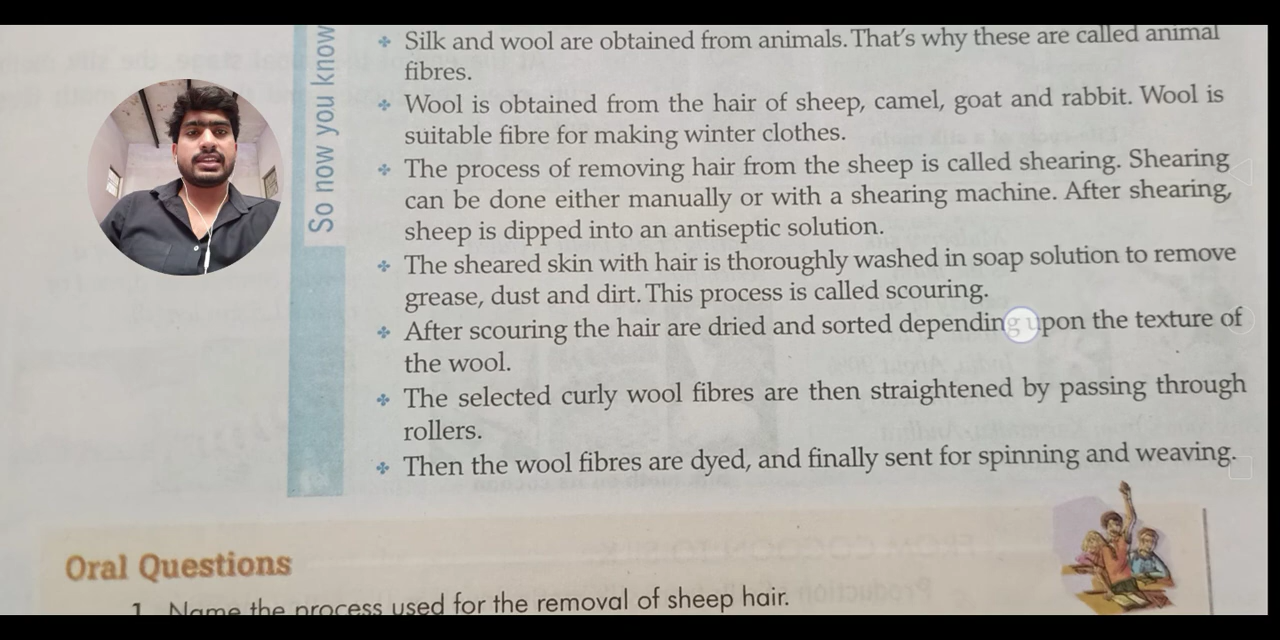 So now you know
Silk and wool are obtained from animals. That's why these are called animal
fibres.
Wool is obtained from the hair of sheep, camel, goat and rabbit. Wool is
suitable fibre for making winter clothes.
The process of removing hair from the sheep is called shearing. Shearing
can be done either manually or with a shearing machine. After shearing,
sheep is dipped into an antiseptic solution.
The sheared skin with hair is thoroughly washed in soap solution to remove
grease, dust and dirt. This process is called scouring.
After scouring the hair are dried and sorted depending upon the texture of
the wool.
The selected curly wool fibres are then straightened by passing through
rollers.
Then the wool fibres are dyed, and finally sent for spinning and weaving.
Oral Questions
1. Name the process used for the removal of sheep hair.